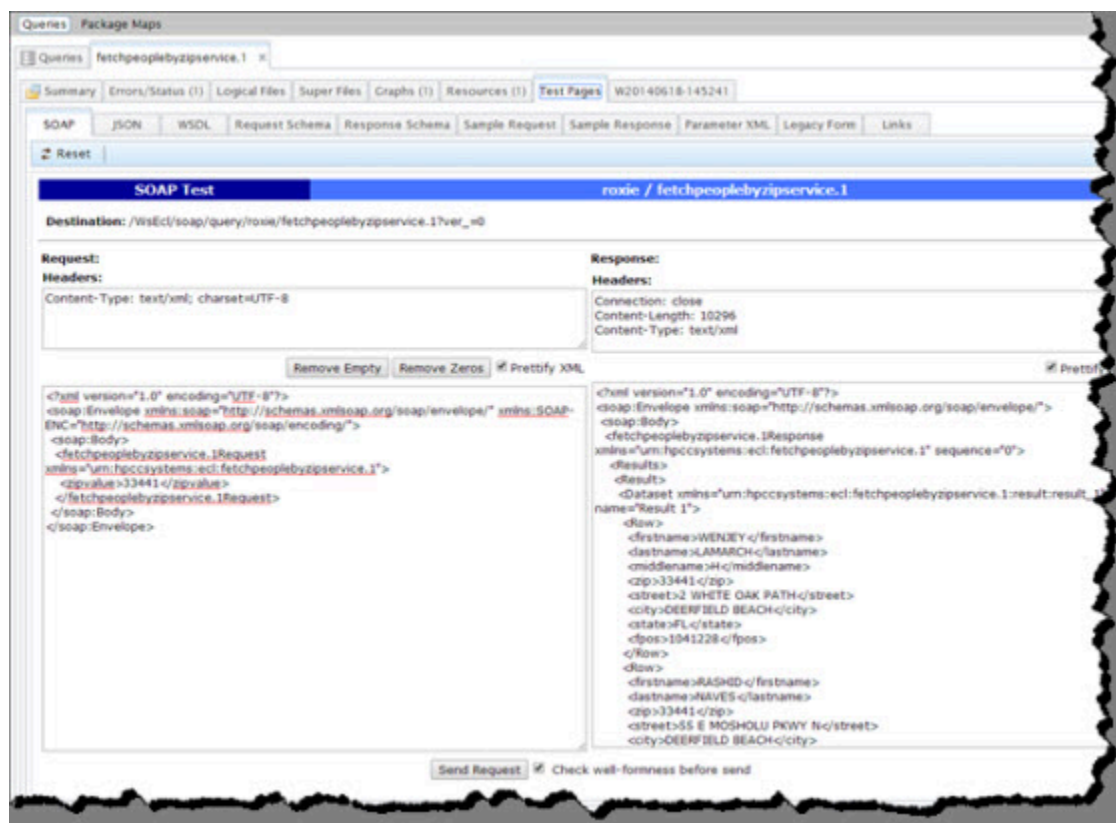 Queries Package Maps
Queries fetchpeoplebyzipservice.1 ×
Summary Errors/Status (1) Logical Files Super Files Graphs (1) Resources (1) Test Pages W20140618-145241
SOAP JSON WSDL Request Schema Response Schema Sample Request Sample Response Parameter XML Legacy Form Links
Reset
SOAP Test roxie / fetchpeoplebyzipservice.1
Destination: /WsEcl/soap/query/roxie/fetchpeoplebyzipservice.1?ver_=0
Request:
Headers:
Content-Type: text/xml; charset=UTF-8
Remove Empty Remove Zeros Prettify XML
<?xml version="1.0" encoding="UTF-8"?>
<soap:Envelope xmlns:soap="http://schemas.xmlsoap.org/soap/envelope/" xmlns:SOAP-
ENC="http://schemas.xmlsoap.org/soap/encoding/">
<soap:Body>
<fetchpeoplebyzipservice.1Request
xmlns="urn:hpccsystems:ecl:fetchpeoplebyzipservice.1">
<zipvalue>33441</zipvalue>
</fetchpeoplebyzipservice.1Request>
</soap:Body>
</soap:Envelope>
Response:
Headers:
Connection: close
Content-Length: 10296
Content-Type: text/xml
Prettif
<?xml version="1.0" encoding="UTF-8"?>
<soap:Envelope xmlns:soap="http://schemas.xmlsoap.org/soap/envelope/">
<soap:Body>
<fetchpeoplebyzipservice.1Response
xmlns="urn:hpccsystems:ecl:fetchpeoplebyzipservice.1" sequence="0">
<Results>
<Result>
<Dataset xmlns="urn:hpccsystems:ecl:fetchpeoplebyzipservice.1:result:result_1"
name="Result 1">
<Row>
<firstname>WENJEY</firstname>
<lastname>LAMARCH</lastname>
<middlename>H</middlename>
<zip>33441</zip>
<street>2 WHITE OAK PATH</street>
<city>DEERFIELD BEACH</city>
<state>FL</state>
<fpos>1041228</fpos>
</Row>
<Row>
<firstname>RASHID</firstname>
<lastname>NAVES</lastname>
<zip>33441</zip>
<street>55 E MOSHOLU PKWY N</street>
<city>DEERFIELD BEACH</city>
Send Request Check well-formness before send